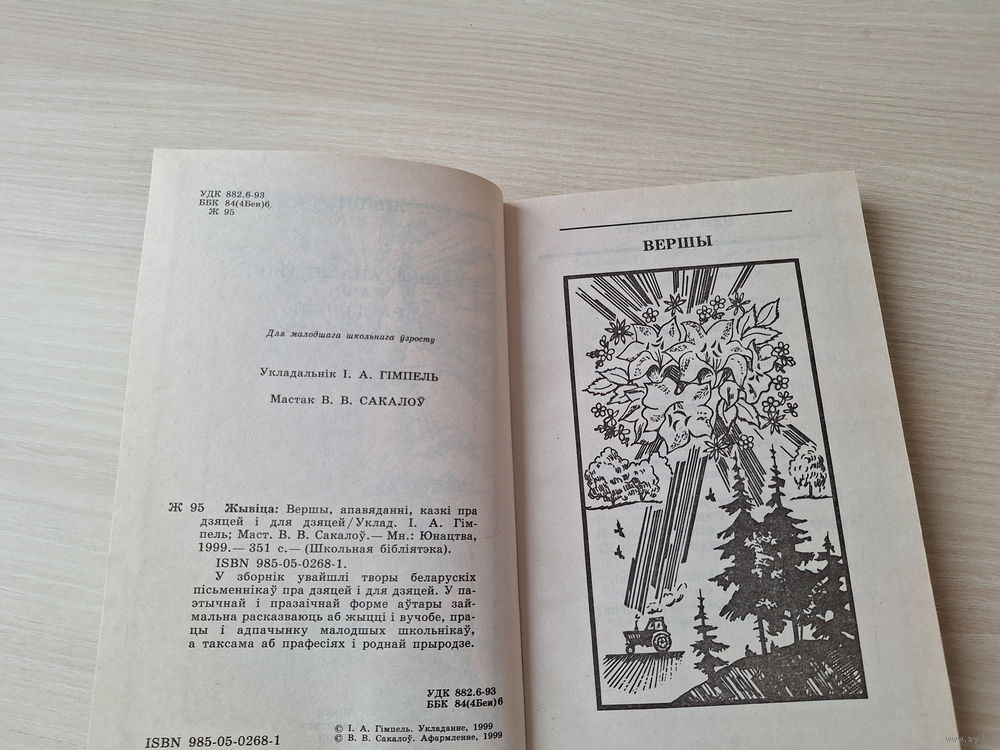 УДК 882.6-93
ББК 84(4Беи)6
Ж 95
Для малодшага школьнага ўзросту
Укладальнік І. А. ГІМПЕЛЬ
Мастак В. В. САКАЛОЎ
Ж 95 Жывіца: Вершы, апавяданні, казкі пра
дзяцей і для дзяцей/Уклад. І. А. Гім-
пель; Маст. В. В. Сакалоў.— Мн.: Юнацтва,
1999.— 351 с.— (Школьная бібліятэка).
ISBN 985-05-0268-1.
У зборнік увайшлі творы беларускіх
пісьменнікаў пра дзяцей і для дзяцей. У па-
этычнай і празаічнай форме аўтары зай-
мальна расказваюць аб жыцці і вучобе, пра-
цы і адпачынку малодшых школьнікаў,
а таксама аб прафесіях і роднай прыродзе.
УДК 882.6-93
ББК 84(4Беи)6
ISBN 985-05-0268-1
© І. А. Гімпель. Укладанне, 1999
© В. В. Сакалоў. Афармленне, 1999
ВЕРШЫ